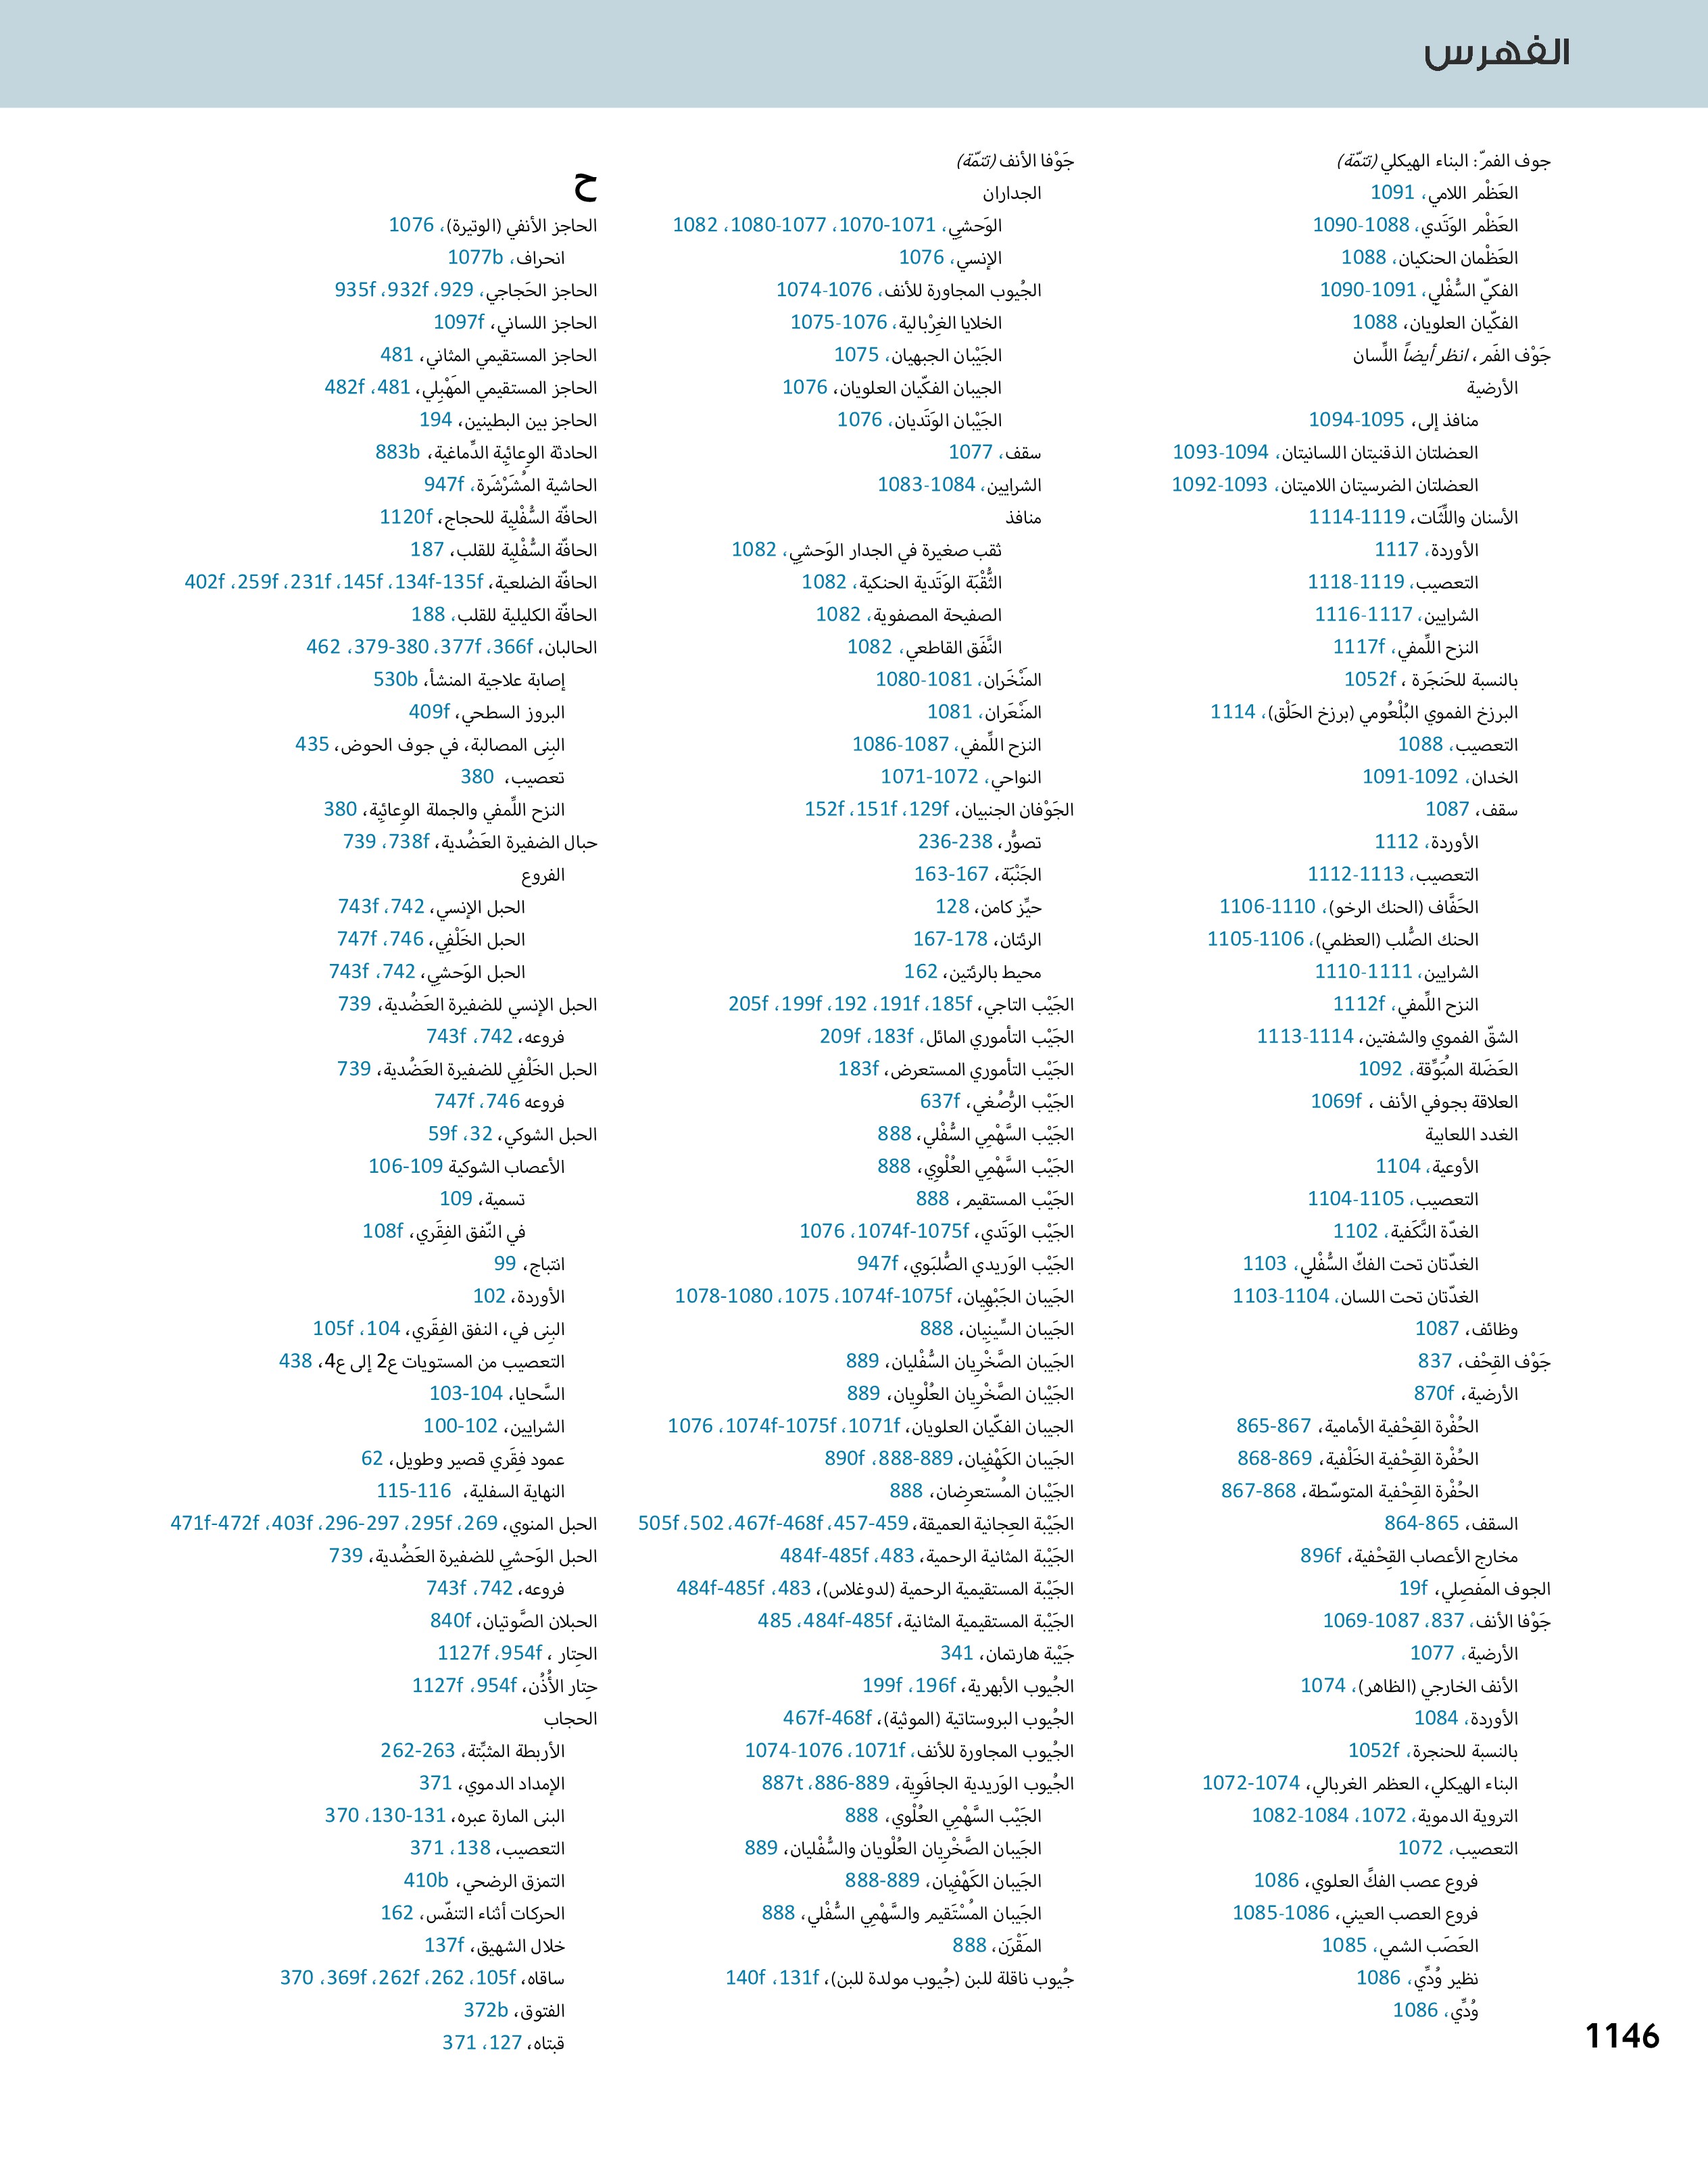 الفهرس
جوف الفمّ: البناء الهيكلي (تتمّة)
العَظْم اللامي، 1091
العَظْم الوَتَدي، 1088-1090
العَظْمان الحنكيان، 1088
الفكيّ السُّفْلي، 1091-1090
الفكّيان العلويان، 1088
جَوْف الفَم، انظر أيضاً اللِّسان
الأرضية
منافذ إلى، 1095-1094
العضلتان الذقنيتان اللسانيتان، 1094-1093
العضلتان الضرسيتان اللاميتان، 1093-1092
الأسنان واللِّثَات، 1119-1114
الأوردة، 1117
التعصيب، 1119-1118
الشرايين، 1117-1116
النزح اللِّمفي، 1117f
بالنسبة للحَنجَرة ، 1052f
البرزخ الفموي البُلْعُومي (برزخ الحَلْق)، 1114
التعصيب، 1088
الخدان، 1092-1091
سقف، 1087
الأوردة، 1112
التعصيب، 1113-1112
الحَفَّاف (الحنك الرخو)، 1110-1106
الحنك الصُّلب (العظمي)، 1106-1105
الشرايين، 1111-1110
النزح اللِّمفي، 1112f
الشقّ الفموي والشفتين، 1114-1113
العَضَلة المُبَوِّقة، 1092
العلاقة بجوفي الأنف ، 1069f
الغدد اللعابية
الأوعية، 1104
التعصيب، 1105-1104
الغدّة النَّكَفية، 1102
الغدّتان تحت الفكّ السُّفْلي، 1103
الغدّتان تحت اللسان، 1104-1103
وظائف، 1087
جَوْف القِحْف، 837
الأرضية، 870f
الحُفْرة القِحْفية الأمامية، 867-865
الحُفْرة القِحْفية الخَلْفية، 869-868
الحُفْرة القِحْفية المتوسّطة، 868-867
السقف، 865-864
مخارج الأعصاب القِحْفية، 896f
الجوف المَفصِلي، 19f
جَوْفا الأنف، 837، 1087-1069
الأرضية، 1077
الأنف الخارجي (الظاهر)، 1074
الأوردة، 1084
بالنسبة للحنجرة، 1052f
البناء الهيكلي، العظم الغربالي، 1074-1072
التروية الدموية، 1072، 1084-1082
التعصيب، 1072
فروع عصب الفكّ العلوي، 1086
فروع العصب العيني، 1086-1085
العَصَب الشمي، 1085
نظير وُدِّي، 1086
وُدِّي، 1086
جَوْفا الأنف (تتمّة)
الجداران
الوَحشي، 1071-1070، 1077-1080، 1082
الإنسي، 1076
الجُيوب المجاورة للأنف، 1076-1074
الخلايا الغِرْبالية، 1076-1075
الجَيْبان الجبهيان، 1075
الجيبان الفكّيان العلويان، 1076
الجَيْبان الوَتَديان، 1076
سقف، 1077
الشرايين، 1084-1083
منافذ
ثقب صغيرة في الجدار الوَحشي، 1082
الثُّقْبَة الوَتَدية الحنكية، 1082
الصفيحة المصفوية، 1082
النَّفَق القاطعي، 1082
المنْخَران، 1081-1080
المنْعَران، 1081
النزح اللِّمفي، 1087-1086
النواحي، 1072-1071
الجَوْفان الجنبيان، 129f، 151f، 152f
تصوُّر، 238-236
الجَنْبَة، 167-163
حيِّز كامن، 128
الرئتان، 178-167
محيط بالرئتين، 162
الجَيْب التاجي، 185f، 191f، 192، 199f، 205f
الجَيْب التأموري المائل، 183f، 209f
الجَيْب التأموري المستعرض، 183f
الجَيْب الرُّصُغي، 637f
الجَيْب السَّهْمِي السُّفْلي، 888
الجَيْب السَّهْمِي العُلْوِي، 888
الجَيْب المستقيم، 888
الجَيْب الوَتَدي، 1074f-1075f، 1076
الجَيْب الوَريدي الصُّلبَوي، 947f
الجَيبان الجَبْهِيان، 1074f-1075f، 1075، 1080-1078
الجَيبان السِّينِيان، 888
الجَيبان الصَّخْرِيان السُّفْليان، 889
الجَيْبان الصَّخْرِيان العُلْوِيان، 889
الجيبان الفكّيان العلويان، 1071f، 1074f-1075f، 1076
الجَيبان الكَهْفِيان، 889-888، 890f
الجَيْبان المُستعرِضان، 888
الجَيْبة العِجانية العميقة، 459-457، 467f-468f، 502، 505f
الجَيْبة المثانية الرحمية، 483، 484f-485f
الجَيْبة المستقيمية الرحمية (لدوغلاس)، 483، 484f-485f
الجَيْبة المستقيمية المثانية، 484f-485f، 485
جَيْبة هارتمان، 341
الجُيوب الأبهرية، 196f، 199f
الجُيوب البروستاتية (الموثية)، 467f-468f
الجُيوب المجاورة للأنف، 1071f، 1076-1074
الجُيوب الوَريدية الجافَوِية، 889-886، 887t
الجَيْب السَّهْمِي العُلْوي، 888
الجَيبان الصَّخْرِيان العُلْويان والسُّفْليان، 889
الجَيبان الكَهْفِيان، 889-888
الجَيبان المُسْتَقيم والسَّهْمِي السُّفْلي، 888
المَقْرَن، 888
جُيوب ناقلة للبن (جُيوب مولدة للبن)، 131f، 140f
ح
الحاجز الأنفي (الوتيرة)، 1076
انحراف، 1077b
الحاجز الحَجاجي، 929، 932f، 935f
الحاجز اللساني، 1097f
الحاجز المستقيمي المثاني، 481
الحاجز المستقيمي المَهْبِلي، 481، 482f
الحاجز بين البطينين، 194
الحادثة الوِعائِية الدِّماغية، 883b
الحاشية المُشَرْشَرة، 947f
الحافّة السُّفْلِية للحجاج، 1120f
الحافّة السُّفْلِية للقلب، 187
الحافّة الضلعية، 134f-135f، 145f، 231f، 259f، 402f
الحافّة الكليلية للقلب، 188
الحالبان، 366f، 377f، 380-379، 462
إصابة علاجية المنشأ، 530b
البروز السطحي، 409f
البِنى المصالبة، في جوف الحوض، 435
تعصيب، 380
النزح اللِّمفي والجملة الوِعائِية، 380
حبال الضفيرة العَضُدية، 738f، 739
الفروع
الحبل الإنسي، 742، 743f
الحبل الخَلْفِي، 746، 747f
الحبل الوَحشي، 742، 743f
الحبل الإنسي للضفيرة العَضُدية، 739
فروعه، 742، 743f
الحبل الخَلْفِي للضفيرة العَضُدية، 739
فروعه 746، 747f
الحبل الشوكي، 32، 59f
الأعصاب الشوكية 109-106
تسمية، 109
في النّفق الفِقَري، 108f
انتباج، 99
الأوردة، 102
البِنى في، النفق الفِقَري، 104، 105f
التعصيب من المستويات ع2 إلى ع4، 438
السَّحايا، 104-103
الشرايين، 102-100
عمود فِقَري قصير وطويل، 62
النهاية السفلية، 116-115
الحبل المنوي، 269، 295f، 297-296، 403f، 471f-472f
الحبل الوَحشي للضفيرة العَضُدية، 739
فروعه، 742، 743f
الحبلان الصَّوتيان، 840f
الحِتار ، 954f، 1127f
حِتار الأُذُن، 954f، 1127f
الحجاب
الأربطة المثبِّتة، 263-262
الإمداد الدموي، 371
البنى المارة عبره، 131-130، 370
التعصيب، 138، 371
التمزق الرضحي، 410b
الحركات أثناء التنفّس، 162
خلال الشهيق، 137f
ساقاه، 105f، 262، 262f، 369f، 370
الفتوق، 372b
قبتاه، 127، 371
1146